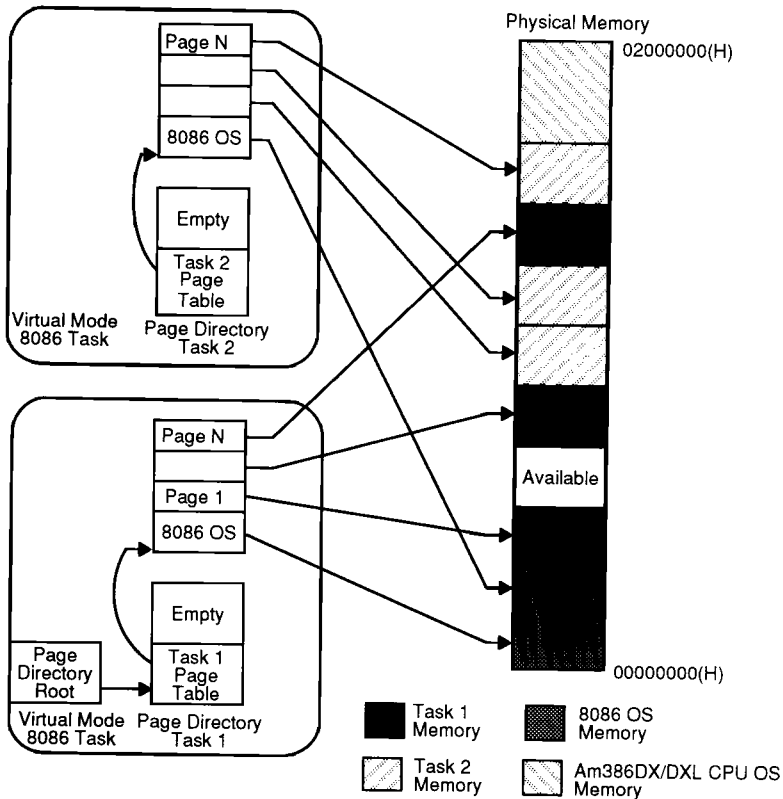 Physical Memory
02000000(H)
Page N
8086 OS
Empty
Task 2
Page
Table
Virtual Mode
8086 Task
Page Directory
Task 2
Page N
Page 1
8086 OS
Available
Empty
Task 1
Page
Table
Page
Directory
Root
Virtual Mode
8086 Task
Page Directory
Task 1
00000000(H)
Task 1
Memory
8086 OS
Memory
Task 2
Memory
Am386DX/DXL CPU OS
Memory